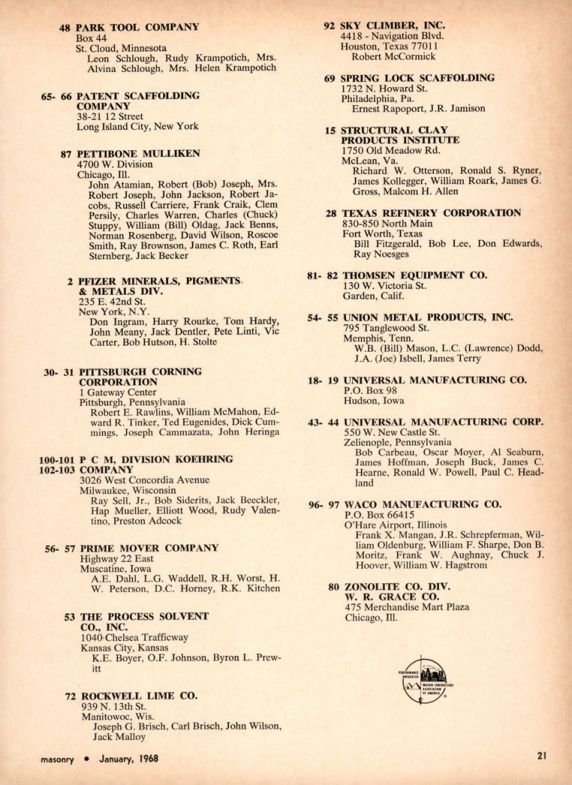 48 PARK TOOL COMPANY
Box 44
St. Cloud, Minnesota
Leon Schlough, Rudy Krampotich, Mrs.
Alvina Schlough, Mrs. Helen Krampotich
65- 66 PATENT SCAFFOLDING
COMPANY
38-21 12 Street
Long Island City, New York
87 PETTIBONE MULLIKEN
4700 W. Division
Chicago, Ill.
John Atamian, Robert (Bob) Joseph, Mrs.
Robert Joseph, John Jackson, Robert Ja-
cobs, Russell Carriere, Frank Craik, Clem
Persily, Charles Warren, Charles (Chuck)
Stuppy, William (Bill) Oldag, Jack Benns,
Norman Rosenberg, David Wilson, Roscoe
Smith, Ray Brownson, James C. Roth, Earl
Sternberg, Jack Becker
2 PFIZER MINERALS, PIGMENTS
& METALS DIV.
235 E. 42nd St.
New York, N.Y.
Don Ingram, Harry Rourke, Tom Hardy,
John Meany, Jack Dentler, Pete Linti, Vic
Carter, Bob Hutson, H. Stolte
30- 31 PITTSBURGH CORNING
CORPORATION
1 Gateway Center
Pittsburgh, Pennsylvania
Robert E. Rawlins, William McMahon, Ed-
ward R. Tinker, Ted Eugenides, Dick Cum-
mings, Joseph Cammazata, John Heringa
100-101 P C M, DIVISION KOEHRING
102-103 COMPANY
3026 West Concordia Avenue
Milwaukee, Wisconsin
Ray Sell, Jr., Bob Siderits, Jack Beeckler,
Hap Mueller, Elliott Wood, Rudy Valen-
tino, Preston Adcock
56- 57 PRIME MOVER COMPANY
Highway 22 East
Muscatine, Iowa
A.E. Dahl, L.G. Waddell, R.H. Worst, H.
W. Peterson, D.C. Horney, R.K. Kitchen
53 THE PROCESS SOLVENT
CO., INC.
1040 Chelsea Trafficway
Kansas City, Kansas
K.E. Boyer, O.F. Johnson, Byron L. Prew-
itt
72 ROCKWELL LIME CO.
939 N. 13th St.
Manitowoc, Wis.
Joseph G. Brisch, Carl Brisch, John Wilson,
Jack Malloy
92 SKY CLIMBER, INC.
4418 - Navigation Blvd.
Houston, Texas 77011
Robert McCormick
69 SPRING LOCK SCAFFOLDING
1732 N. Howard St.
Philadelphia, Pa.
Ernest Rapoport, J.R. Jamison
15 STRUCTURAL CLAY
PRODUCTS INSTITUTE
1750 Old Meadow Rd.
McLean, Va.
Richard W. Otterson, Ronald S. Ryner,
James Kollegger, William Roark, James G.
Gross, Malcom H. Allen
28 TEXAS REFINERY CORPORATION
830-850 North Main
Fort Worth, Texas
Bill Fitzgerald, Bob Lee, Don Edwards,
Ray Noesges
81- 82 THOMSEN EQUIPMENT CO.
130 W. Victoria St.
Garden, Calif.
54- 55 UNION METAL PRODUCTS, INC.
795 Tanglewood St.
Memphis, Tenn.
W.B. (Bill) Mason, L.C. (Lawrence) Dodd,
J.A. (Joe) Isbell, James Terry
18- 19 UNIVERSAL MANUFACTURING CO.
P.O. Box 98
Hudson, Iowa
43- 44 UNIVERSAL MANUFACTURING CORP.
550 W. New Castle St.
Zelienople, Pennsylvania
Bob Carbeau, Oscar Moyer, Al Seaburn,
James Hoffman, Joseph Buck, James C.
Hearne, Ronald W. Powell, Paul C. Head-
land
96- 97 WACO MANUFACTURING CO.
P.O. Box 66415
O'Hare Airport, Illinois
Frank X. Mangan, J.R. Schrepferman, Wil-
liam Oldenburg, William F. Sharpe, Don B.
Moritz, Frank W. Aughnay, Chuck J.
Hoover, William W. Hagstrom
80 ZONOLITE CO. DIV.
W. R. GRACE CO.
475 Merchandise Mart Plaza
Chicago, Ill.
masonry • January, 1968
21